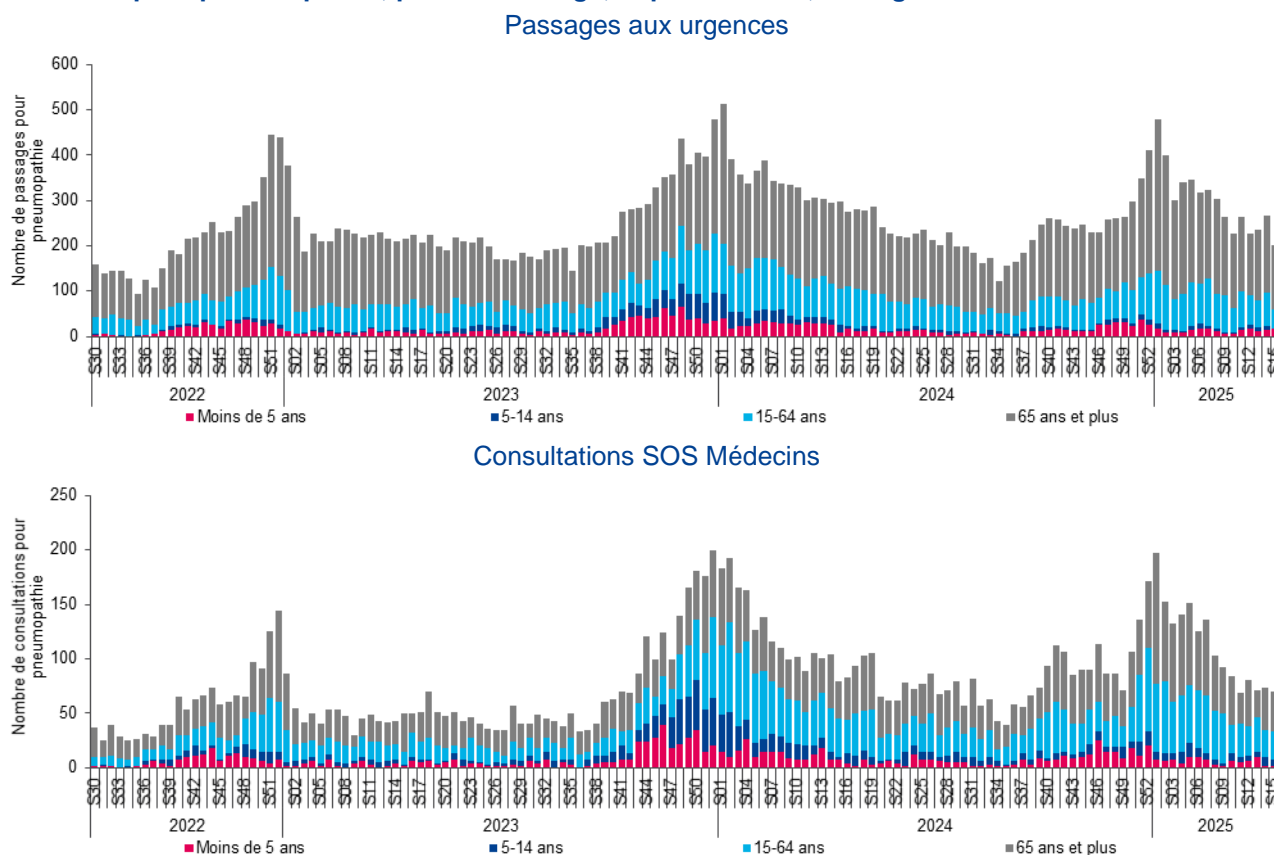 Passages aux urgences
Nombre de passages pour
pneumopathie
600
500
400
300
200
100
0
S30 S33 S36 S39 S42 S45 S48 S51 S02 S05 S08 S11 S14 S17 S20 S23 S26 S29 S32 S35 S38 S41 S44 S47 S50 S01 S04 S07 S10 S13 S16 S19 S22 S25 S28 S31 S34 S37 S40 S43 S46 S49 S52 S03 S06 S09 S12 S15
2022 2023 2024 2025
Moins de 5 ans 5-14 ans 15-64 ans 65 ans et plus
Consultations SOS Médecins
Nombre de consultations pour
pneumopathie
250
200
150
100
50
0
S30 S33 S36 S39 S42 S45 S48 S51 S02 S05 S08 S11 S14 S17 S20 S23 S26 S29 S32 S35 S38 S41 S44 S47 S50 S01 S04 S07 S10 S13 S16 S19 S22 S25 S28 S31 S34 S37 S40 S43 S46 S49 S52 S03 S06 S09 S12 S15
2022 2023 2024 2025
Moins de 5 ans 5-14 ans 15-64 ans 65 ans et plus